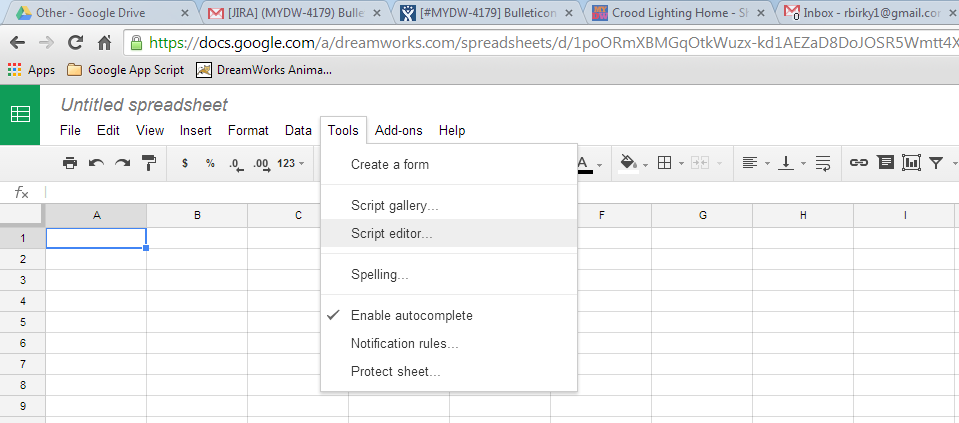 Other - Google Drive
[JIRA] (MYDW-4179) Bulle
[#MYDW-4179] Bulleticon
Crood Lighting Home - Sh
Inbox - rbirky1@gmail.co
https://docs.google.com/a/dreamworks.com/spreadsheets/d/1poORmXBMGqOtkWuzx-kd1AEZaD8DoJOSR5Wmtt4X
Apps Google App Script DreamWorks Anima...
Untitled spreadsheet
File Edit View Insert Format Data Tools Add-ons Help
$ % .0 .00 123 A
Create a form
fx
Script gallery...
A B C F G H I
Script editor...
1
2
Spelling...
3
4
Enable autocomplete
5
Notification rules...
6
Protect sheet...
7
8
9